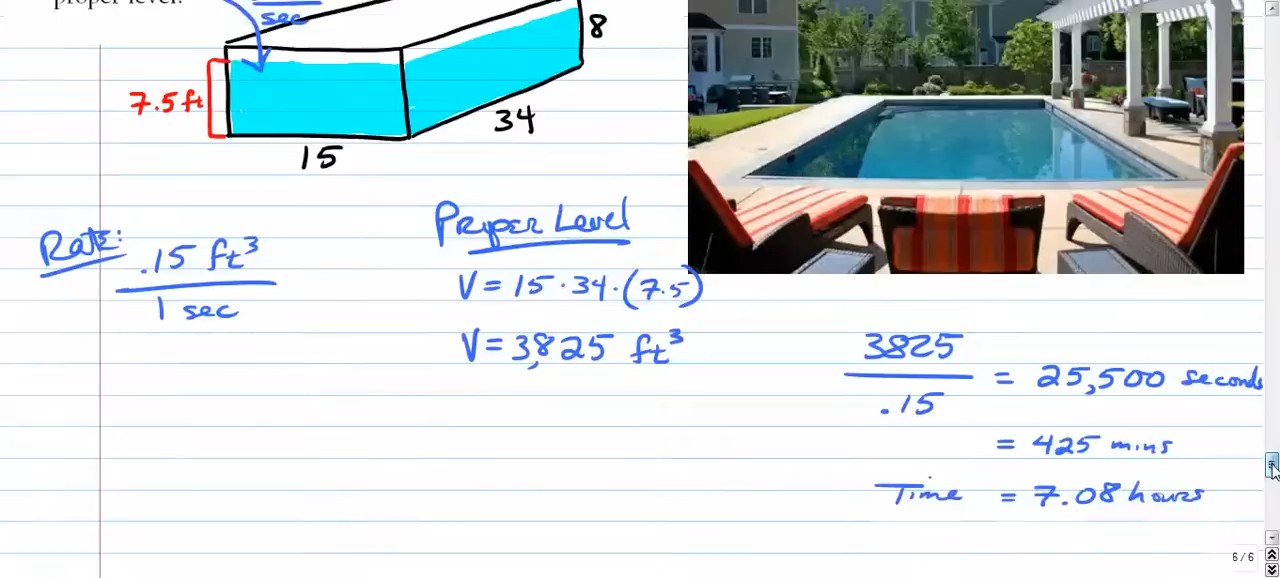 proper level.
sec
8
7.5 ft
34
15
Rate:
.15 ft³
1 sec
Proper Level
V = 15 · 34 · (7.5)
V = 3,825 ft³
3825
.15
= 25,500 seconds
= 425 mins
Time = 7.08 hours
6 / 6